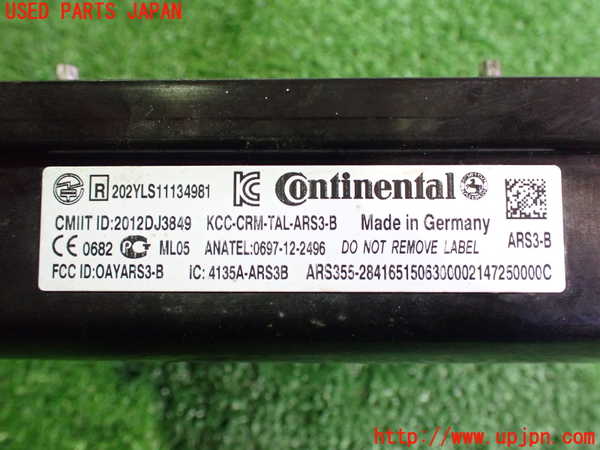 USED PARTS JAPAN
R 202YLS11134981 Continental
CMIIT ID:2012DJ3849 KCC-CRM-TAL-ARS3-B Made in Germany
CE 0682 ML05 ANATEL:0697-12-2496 DO NOT REMOVE LABEL ARS3-B
FCC ID:OAYARS3-B IC: 4135A-ARS3B ARS355-28416515063000002147250000C
http://www.upjpn.com